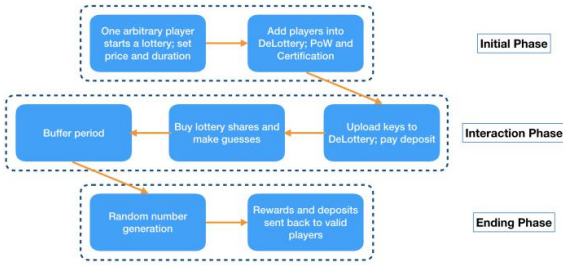 One arbitrary player
starts a lottery; set
price and duration
Add players into
DeLottery; PoW and
Certification
Initial Phase
Buffer period
Buy lottery shares and
make guesses
Upload keys to
DeLottery; pay deposit
Interaction Phase
Random number
generation
Rewards and deposits
sent back to valid
players
Ending Phase